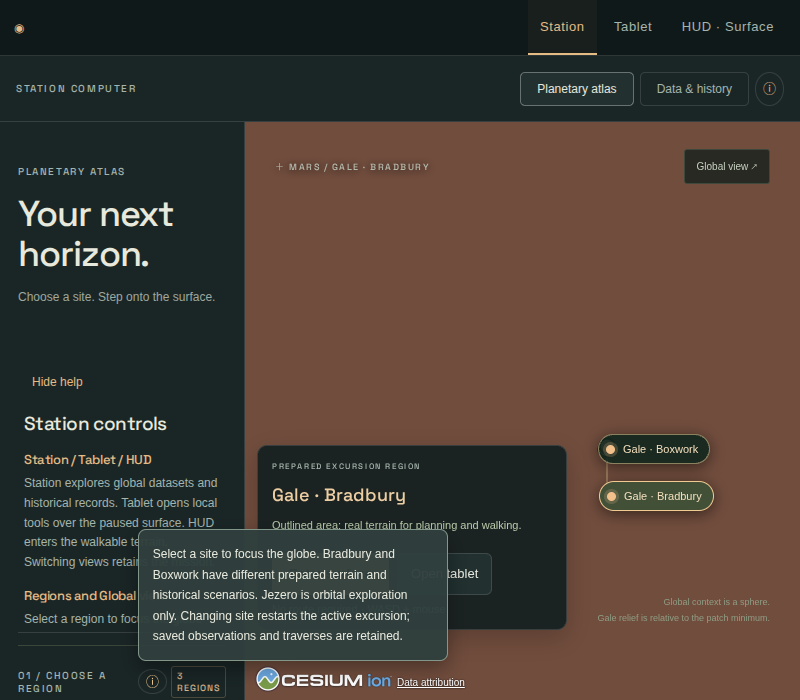 Station
Tablet
HUD · Surface
STATION COMPUTER
Planetary atlas
Data & history
PLANETARY ATLAS
Your next
horizon.
Choose a site. Step onto the surface.
Hide help
Station controls
Station / Tablet / HUD
Station explores global datasets and
historical records. Tablet opens local
tools over the paused surface. HUD
enters the walkable
Switching views
Regions and Global
Select a region to
01 / CHOOSE A
REGION
3
REGIONS
MARS / GALE · BRADBURY
Global view ↗
PREPARED EXCURSION REGION
Gale · Bradbury
Outlined area: real terrain for planning and walking.
Open tablet
Select a site to focus the globe. Bradbury and
Boxwork have different prepared terrain and
historical scenarios. Jezero is orbital exploration
only. Changing site restarts the active excursion;
saved observations and traverses are retained.
Gale · Boxwork
Gale · Bradbury
Global context is a sphere.
Gale relief is relative to the patch minimum.
CESIUM ion Data attribution